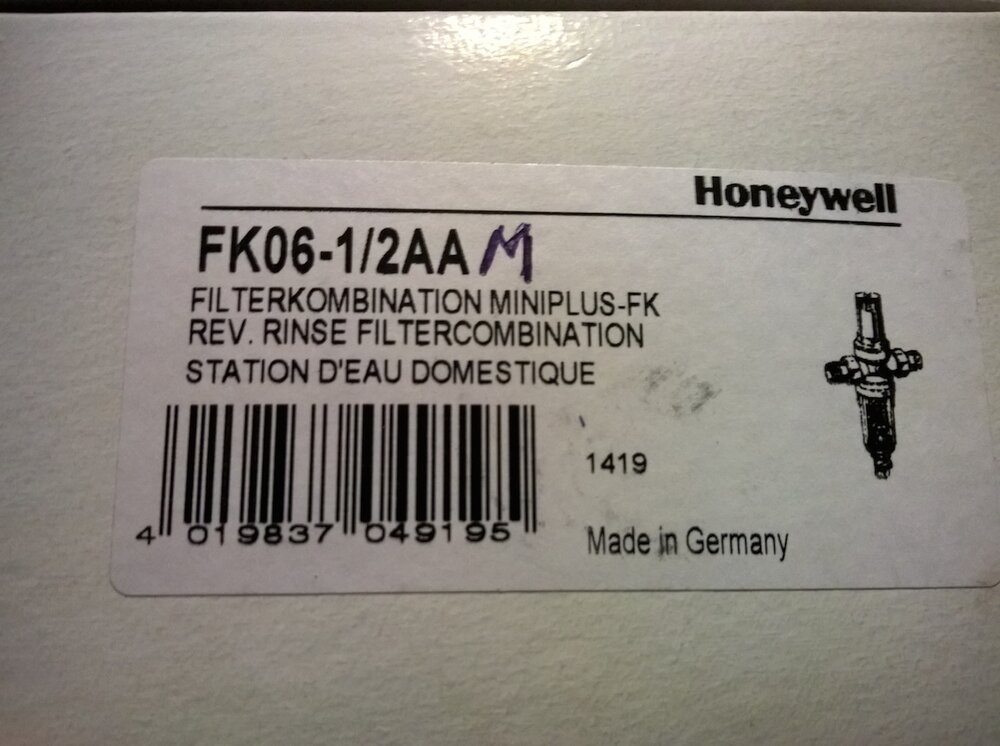 Honeywell
FK06-1/2AA M
FILTERKOMBINATION MINIPLUS-FK
REV. RINSE FILTERCOMBINATION
STATION D'EAU DOMESTIQUE
1419
4 019837 049195
Made in Germany